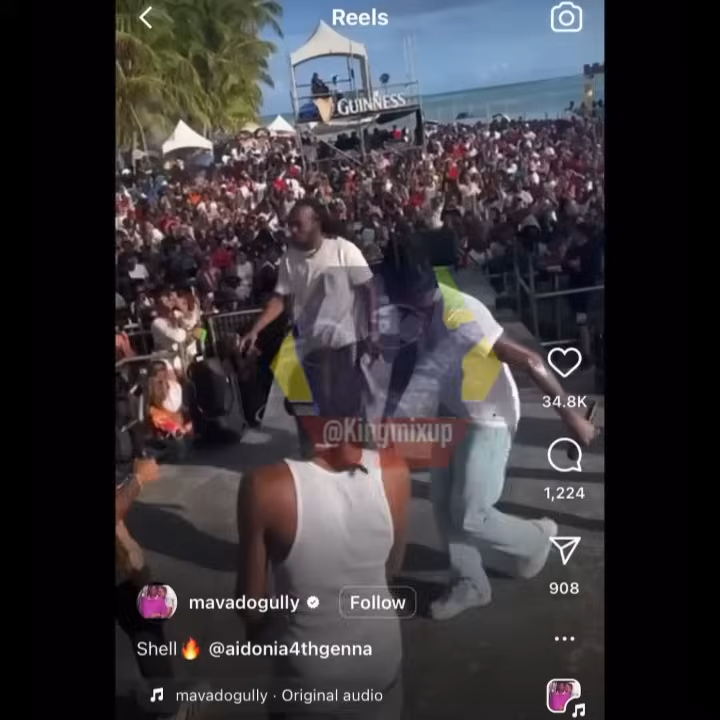 Reels
GUINNESS
@Kingmixup
34.8K
1,224
908
mavadogully
Follow
Shell🔥 @aidonia4thgenna
mavadogully · Original audio